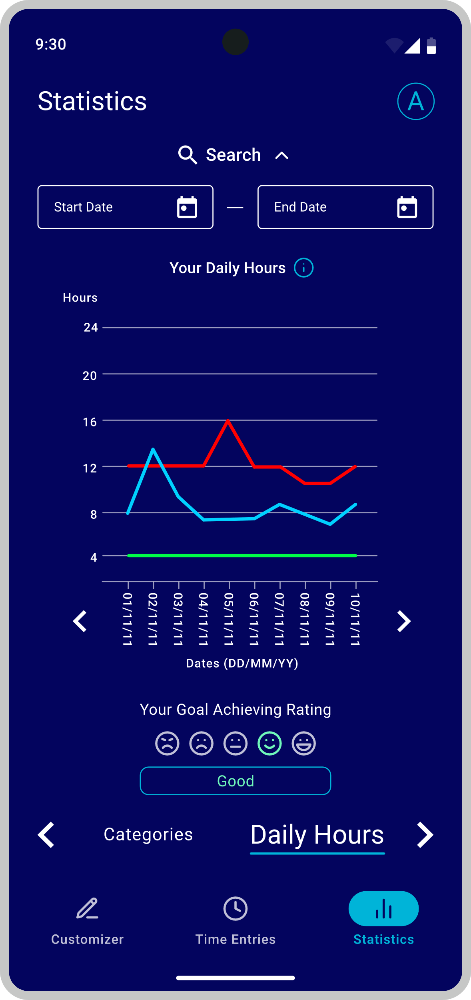 9:30
Statistics
A
Search
Start Date
End Date
Your Daily Hours
Hours
24
20
16
12
8
4
01/11/11
02/11/11
03/11/11
04/11/11
05/11/11
06/11/11
07/11/11
08/11/11
09/11/11
10/11/11
Dates (DD/MM/YY)
Your Goal Achieving Rating
Good
Categories
Daily Hours
Customizer
Time Entries
Statistics